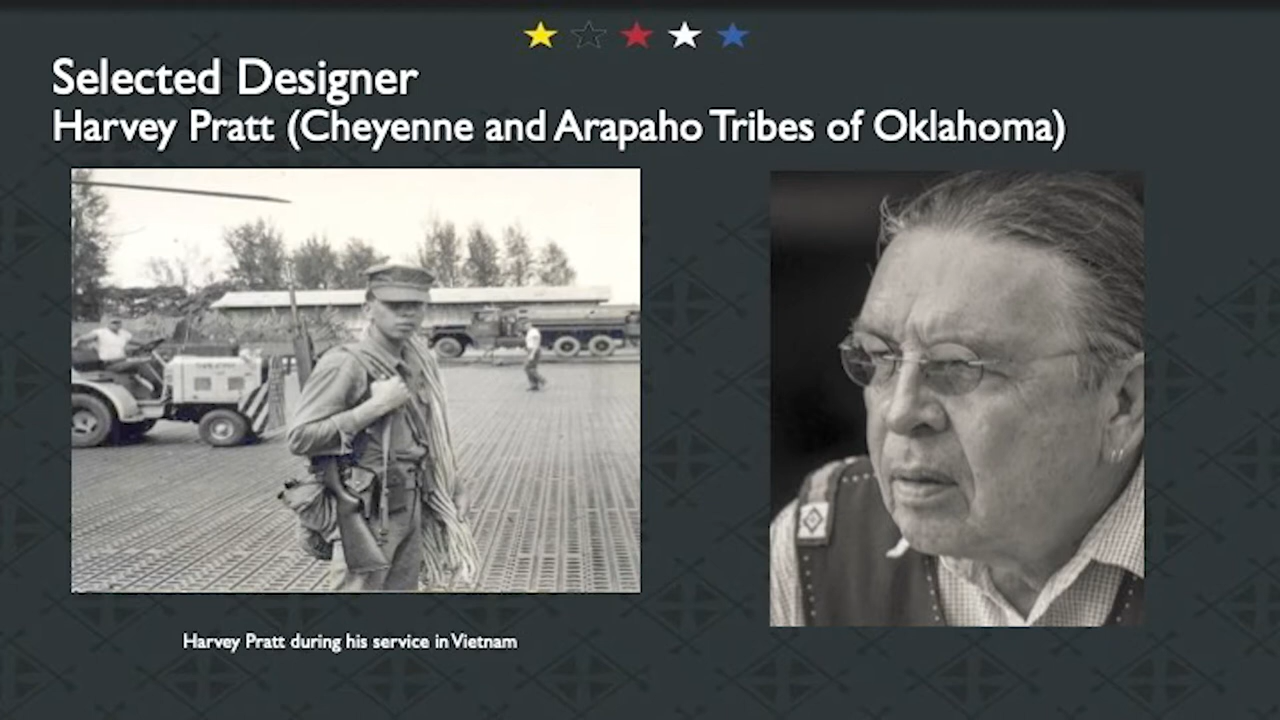 Selected Designer
Harvey Pratt (Cheyenne and Arapaho Tribes of Oklahoma)
Harvey Pratt during his service in Vietnam